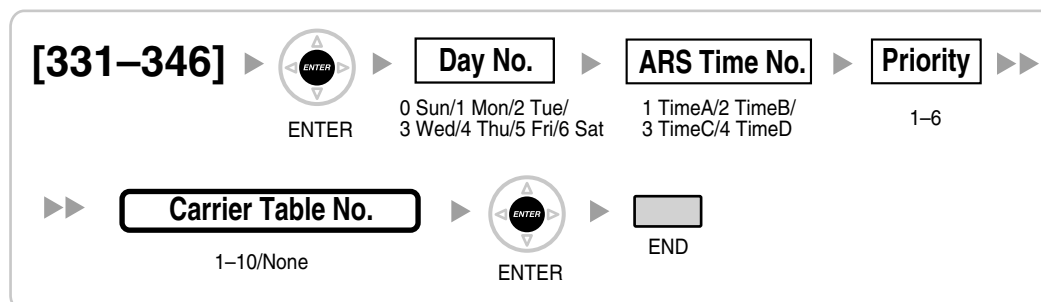 [331–346]
ENTER
ENTER
Day No.
0 Sun/1 Mon/2 Tue/
3 Wed/4 Thu/5 Fri/6 Sat
ARS Time No.
1 TimeA/2 TimeB/
3 TimeC/4 TimeD
Priority
1–6
Carrier Table No.
1–10/None
ENTER
ENTER
END